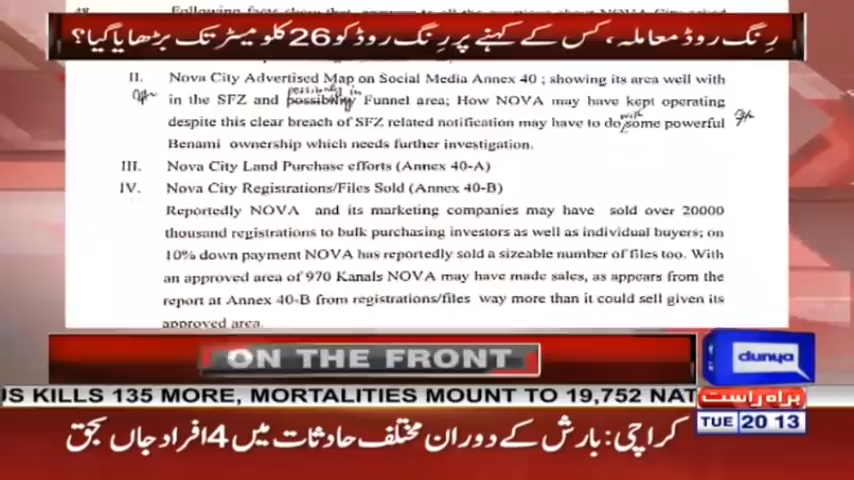 رِنگ روڈ معاملہ، کس کے کہنے پر رِنگ روڈ کو 26 کلومیٹر تک بڑھایا گیا؟
II. Nova City Advertised Map on Social Media Annex 40 ; showing its area well with
possibly in
in the SFZ and possibility Funnel area; How NOVA may have kept operating
with
despite this clear breach of SFZ related notification may have to do some powerful
Benami ownership which needs further investigation.
III. Nova City Land Purchase efforts (Annex 40-A)
IV. Nova City Registrations/Files Sold (Annex 40-B)
Reportedly NOVA and its marketing companies may have sold over 20000
thousand registrations to bulk purchasing investors as well as individual buyers; on
10% down payment NOVA has reportedly sold a sizeable number of files too. With
an approved area of 970 Kanals NOVA may have made sales, as appears from the
report at Annex 40-B from registrations/files way more than it could sell given its
approved area.
ON THE FRONT
dunya
US KILLS 135 MORE, MORTALITIES MOUNT TO 19,752 NAT
براہ راست
TUE 20 13
کراچی: بارش کے دوران مختلف حادثات میں 4 افراد جاں بحق